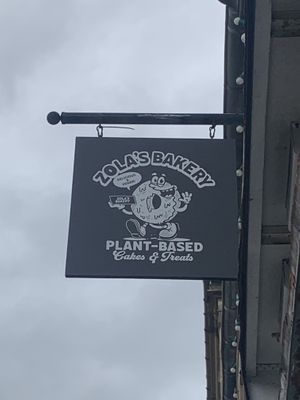 ZOLA'S BAKERY
PLANT-BASED
Cakes & Treats